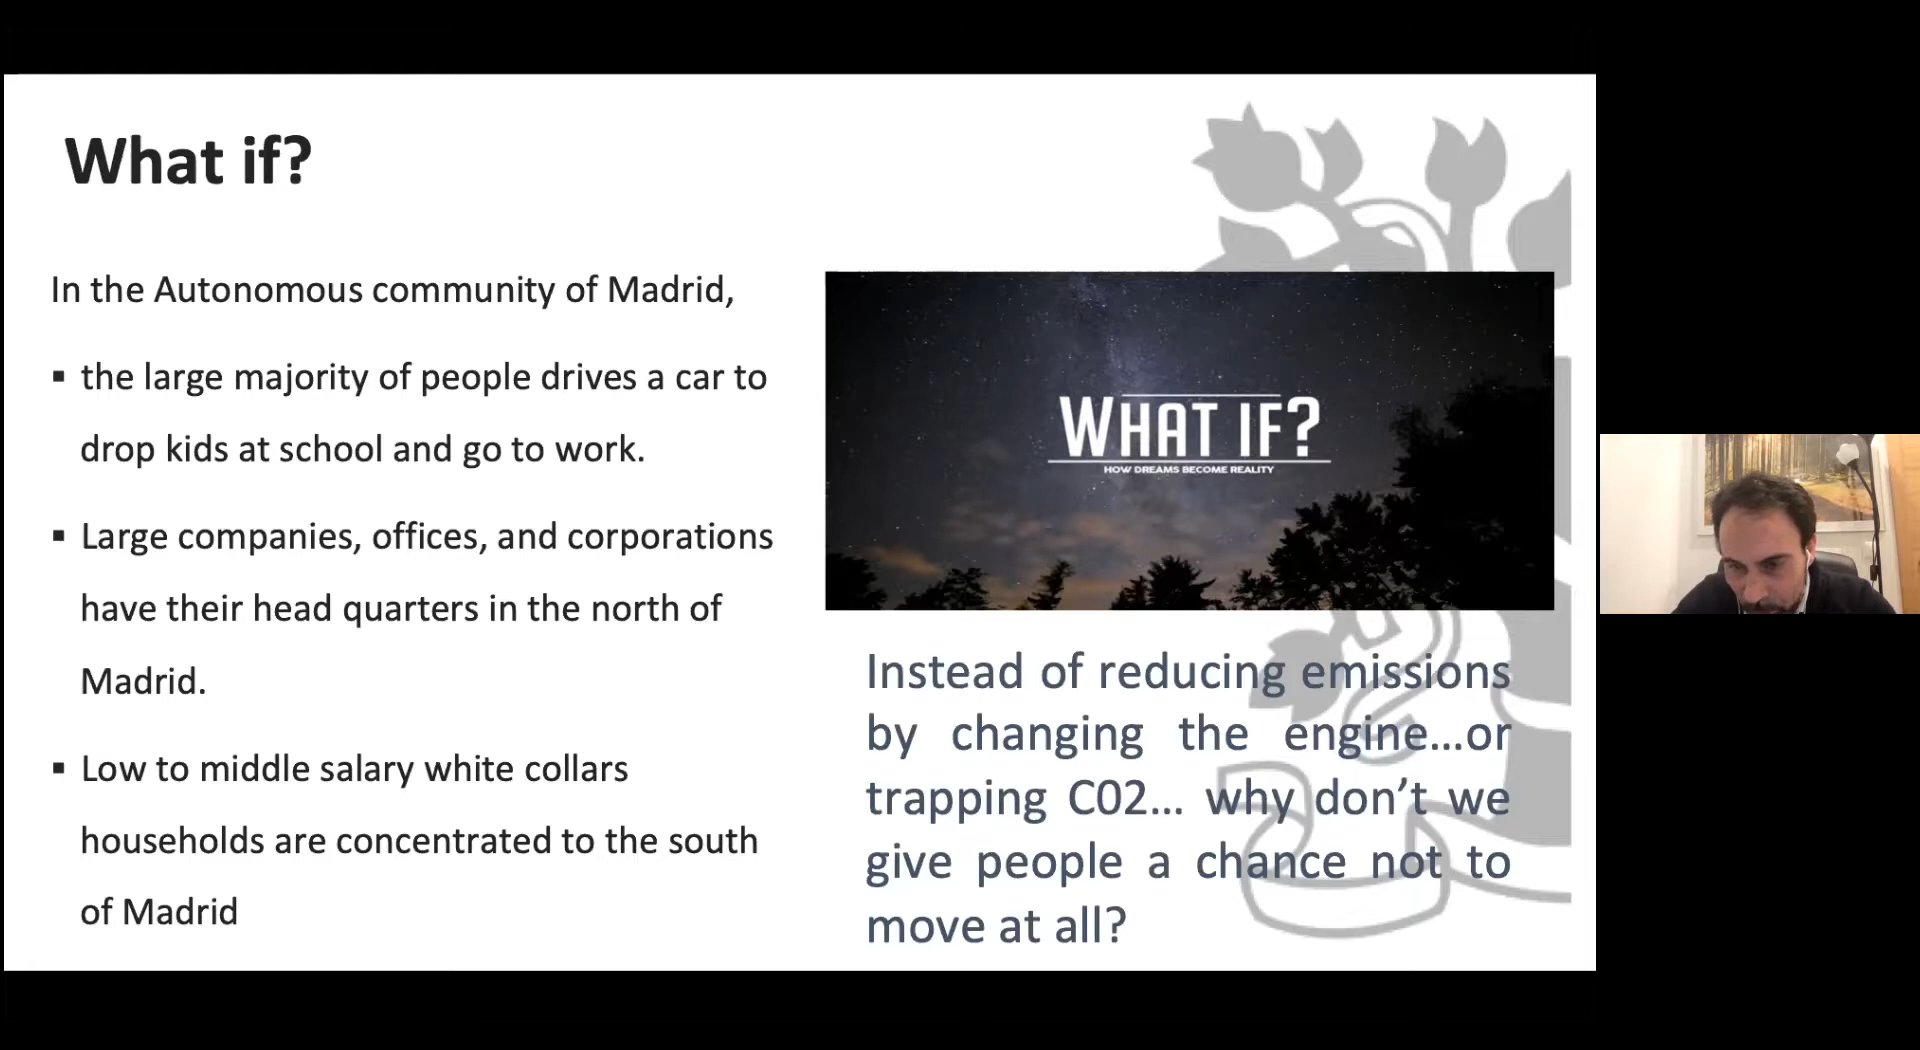 What if?
In the Autonomous community of Madrid,
▪ the large majority of people drives a car to
drop kids at school and go to work.
▪ Large companies, offices, and corporations
have their head quarters in the north of
Madrid.
▪ Low to middle salary white collars
households are concentrated to the south
of Madrid
WHAT IF?
HOW DREAMS BECOME REALITY
Instead of reducing emissions
by changing the engine...or
trapping C02... why don't we
give people a chance not to
move at all?